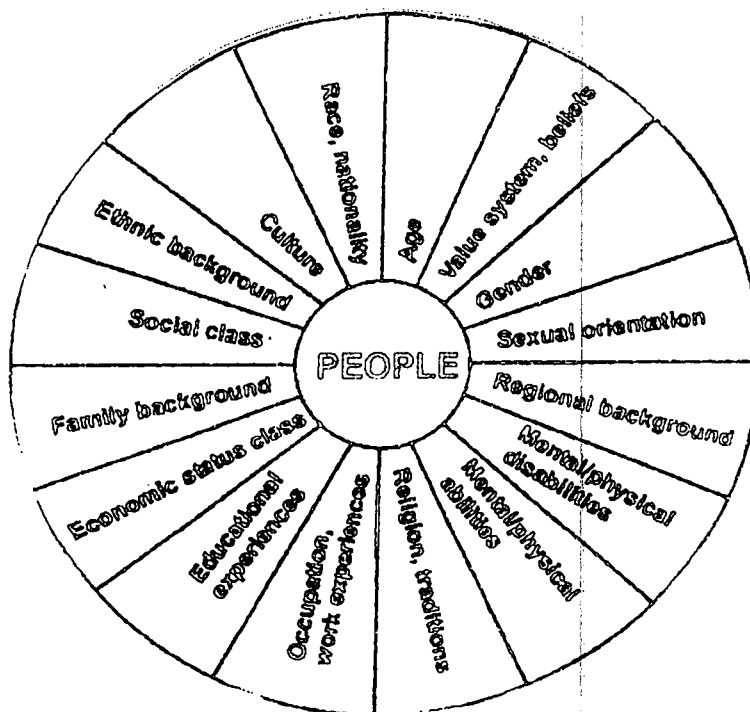 PEOPLE
Age
Value system, beliefs
Gender
Sexual orientation
Regional background
Mental/physical
disabilities
Mental/physical
abilities
Religion, traditions
Occupation,
work experiences
Educational
experiences
Economic status class
Family background
Social class
Ethnic background
Culture
Race, nationality